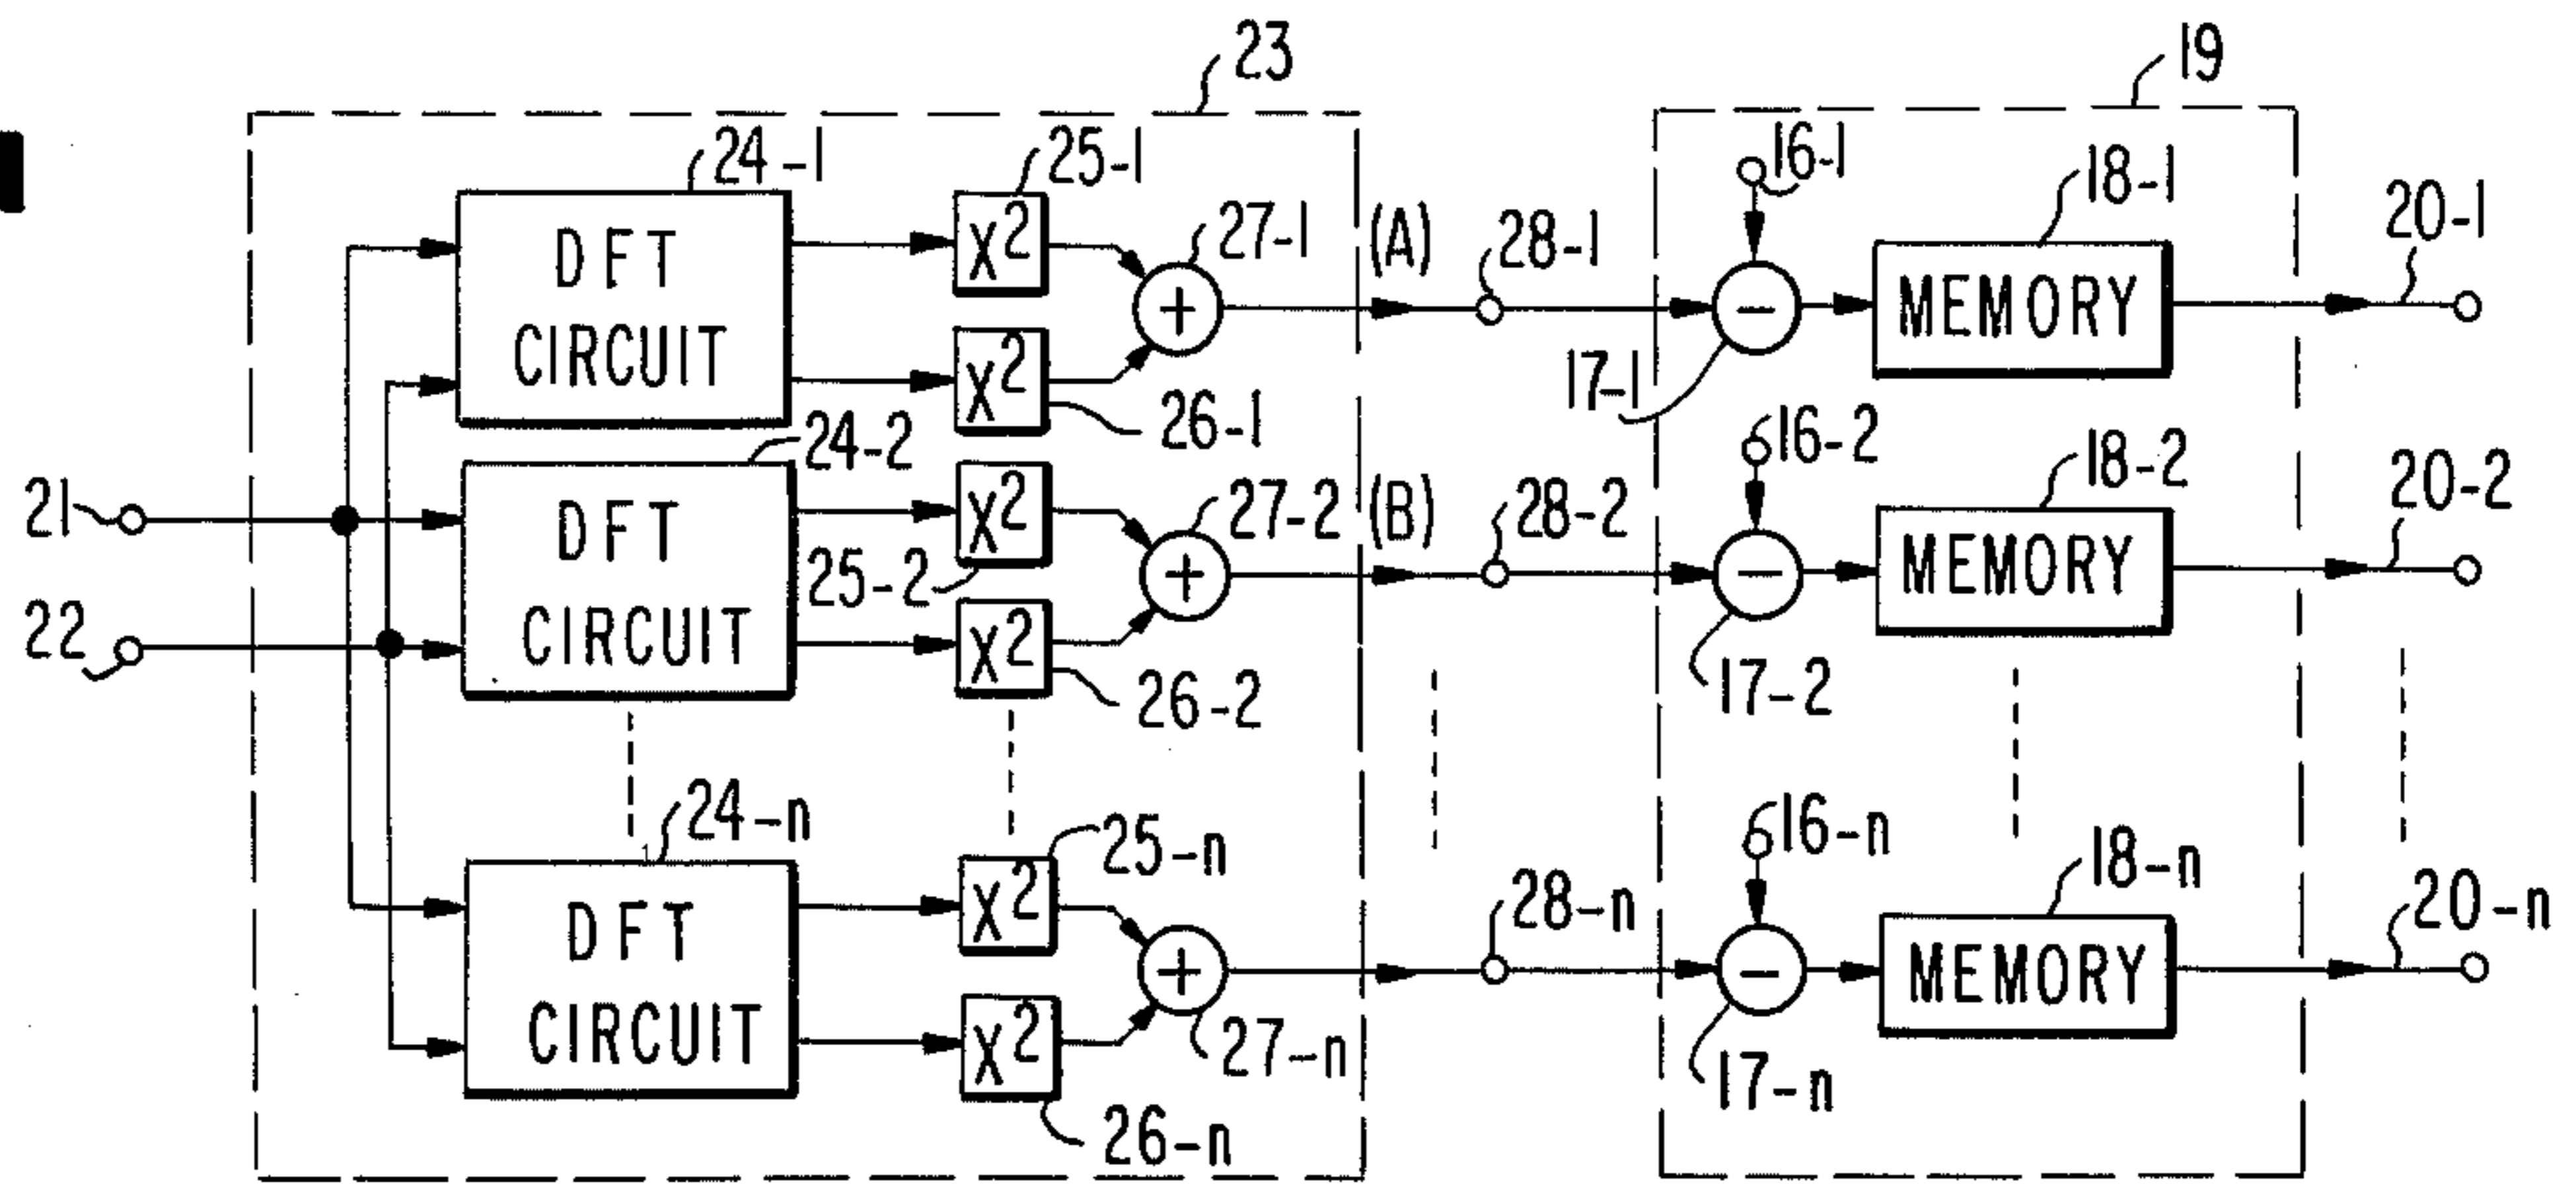 23
19
24-1
25-1
16-1
18-1
20-1
DFT
CIRCUIT
X2
27-1
(A)
28-1
+
-
MEMORY
17-1
X2
26-1
24-2
16-2
18-2
20-2
21
DFT
CIRCUIT
X2
25-2
27-2
(B)
28-2
+
-
MEMORY
22
X2
26-2
17-2
24-n
25-n
16-n
18-n
20-n
DFT
CIRCUIT
X2
28-n
+
-
MEMORY
X2
27-n
17-n
26-n